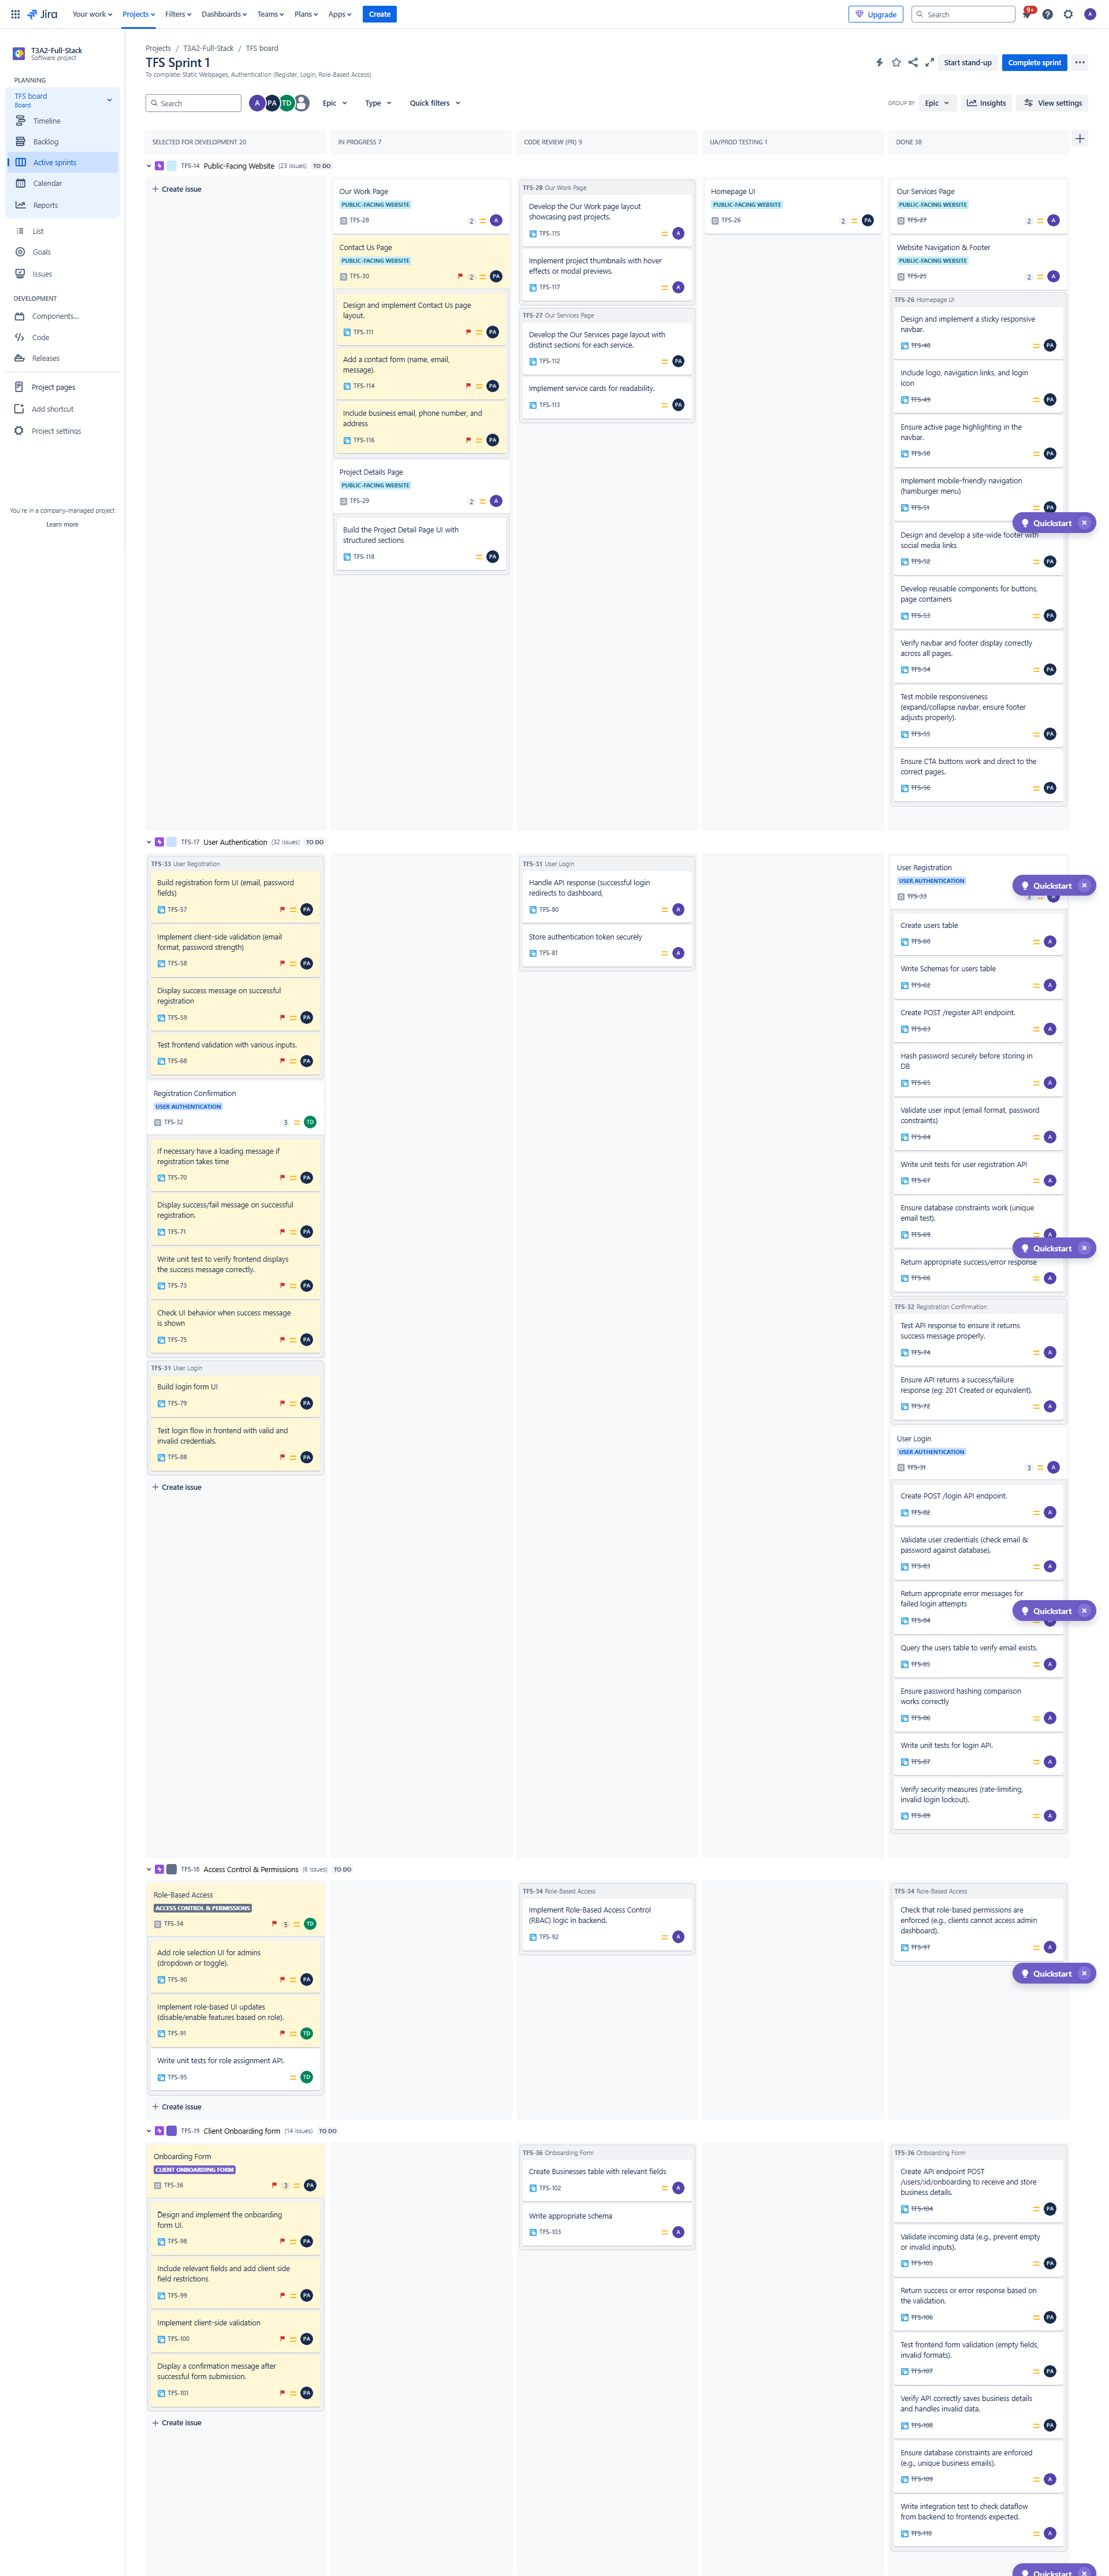 Jira
Your work
Projects
Filters
Dashboards
Teams
Plans
Apps
Create
Upgrade
Search
9+
A
T3A2-Full-Stack
Software project
PLANNING
TFS board
Board
Timeline
Backlog
Active sprints
Calendar
Reports
List
Goals
Issues
DEVELOPMENT
Components...
Code
Releases
Project pages
Add shortcut
Project settings
You're in a company-managed project
Learn more
Projects / T3A2-Full-Stack / TFS board
TFS Sprint 1
To complete: Static Webpages, Authentication (Register, Login, Role-Based Access)
Start stand-up
Complete sprint
Search
A PA TD
Epic
Type
Quick filters
GROUP BY
Epic
Insights
View settings
SELECTED FOR DEVELOPMENT 20
IN PROGRESS 7
CODE REVIEW (PR) 9
UA/PROD TESTING 1
DONE 38
TFS-14 Public-Facing Website (23 issues) TO DO
Create issue
Our Work Page
PUBLIC-FACING WEBSITE
TFS-28 2 A
Contact Us Page
PUBLIC-FACING WEBSITE
TFS-30 2 PA
Design and implement Contact Us page
layout.
TFS-111 PA
Add a contact form (name, email,
message).
TFS-114 PA
Include business email, phone number, and
address
TFS-116 PA
Project Details Page
PUBLIC-FACING WEBSITE
TFS-29 2 A
Build the Project Detail Page UI with
structured sections
TFS-118 PA
TFS-28 Our Work Page
Develop the Our Work page layout
showcasing past projects.
TFS-115 A
Implement project thumbnails with hover
effects or modal previews.
TFS-117 A
TFS-27 Our Services Page
Develop the Our Services page layout with
distinct sections for each service.
TFS-112 PA
Implement service cards for readability.
TFS-113 PA
Homepage UI
PUBLIC-FACING WEBSITE
TFS-26 2 PA
Our Services Page
PUBLIC-FACING WEBSITE
TFS-27 2 A
Website Navigation & Footer
PUBLIC-FACING WEBSITE
TFS-25 2 A
TFS-26 Homepage UI
Design and implement a sticky responsive
navbar.
TFS-48 PA
Include logo, navigation links, and login
icon
TFS-49 PA
Ensure active page highlighting in the
navbar.
TFS-50 PA
Implement mobile-friendly navigation
(hamburger menu)
TFS-51 PA
Quickstart
Design and develop a site-wide footer with
social media links
TFS-52 PA
Develop reusable components for buttons,
page containers
TFS-53 PA
Verify navbar and footer display correctly
across all pages.
TFS-54 PA
Test mobile responsiveness
(expand/collapse navbar, ensure footer
adjusts properly).
TFS-55 PA
Ensure CTA buttons work and direct to the
correct pages.
TFS-56 PA
TFS-17 User Authentication (32 issues) TO DO
TFS-33 User Registration
Build registration form UI (email, password
fields)
TFS-57 PA
Implement client-side validation (email
format, password strength)
TFS-58 PA
Display success message on successful
registration
TFS-59 PA
Test frontend validation with various inputs.
TFS-68 PA
Registration Confirmation
USER AUTHENTICATION
TFS-32 3 TD
If necessary have a loading message if
registration takes time
TFS-70 PA
Display success/fail message on successful
registration.
TFS-71 PA
Write unit test to verify frontend displays
the success message correctly.
TFS-73 PA
Check UI behavior when success message
is shown
TFS-75 PA
TFS-31 User Login
Build login form UI
TFS-79 PA
Test login flow in frontend with valid and
invalid credentials.
TFS-88 PA
Create issue
TFS-31 User Login
Handle API response (successful login
redirects to dashboard,
TFS-80 A
Store authentication token securely
TFS-81 A
User Registration
USER AUTHENTICATION
Quickstart
TFS-33 3 A
Create users table
TFS-60 A
Write Schemas for users table
TFS-62 A
Create POST /register API endpoint.
TFS-63 A
Hash password securely before storing in
DB
TFS-65 A
Validate user input (email format, password
constraints)
TFS-64 A
Write unit tests for user registration API
TFS-67 A
Ensure database constraints work (unique
email test).
TFS-69 A
Quickstart
Return appropriate success/error response
TFS-66 A
TFS-32 Registration Confirmation
Test API response to ensure it returns
success message properly.
TFS-74 A
Ensure API returns a success/failure
response (eg: 201 Created or equivalent).
TFS-72 A
User Login
USER AUTHENTICATION
TFS-31 3 A
Create POST /login API endpoint.
TFS-82 A
Validate user credentials (check email &
password against database).
TFS-83 A
Return appropriate error messages for
failed login attempts
Quickstart
TFS-84
Query the users table to verify email exists.
TFS-85 A
Ensure password hashing comparison
works correctly
TFS-86 A
Write unit tests for login API.
TFS-87 A
Verify security measures (rate-limiting,
invalid login lockout).
TFS-89 A
TFS-18 Access Control & Permissions (6 issues) TO DO
Role-Based Access
ACCESS CONTROL & PERMISSIONS
TFS-34 5 TD
Add role selection UI for admins
(dropdown or toggle).
TFS-90 PA
Implement role-based UI updates
(disable/enable features based on role).
TFS-91 TD
Write unit tests for role assignment API.
TFS-95 TD
Create issue
TFS-34 Role-Based Access
Implement Role-Based Access Control
(RBAC) logic in backend.
TFS-92 A
TFS-34 Role-Based Access
Check that role-based permissions are
enforced (e.g., clients cannot access admin
dashboard).
TFS-97 A
Quickstart
TFS-19 Client Onboarding form (14 issues) TO DO
Onboarding Form
CLIENT ONBOARDING FORM
TFS-36 3 PA
Design and implement the onboarding
form UI.
TFS-98 PA
Include relevant fields and add client side
field restrictions
TFS-99 PA
Implement client-side validation
TFS-100 PA
Display a confirmation message after
successful form submission.
TFS-101 PA
Create issue
TFS-36 Onboarding Form
Create Businesses table with relevant fields
TFS-102 A
Write appropriate schema
TFS-103 A
TFS-36 Onboarding Form
Create API endpoint POST
/users/:id/onboarding to receive and store
business details.
TFS-104 PA
Validate incoming data (e.g., prevent empty
or invalid inputs).
TFS-105 PA
Return success or error response based on
the validation.
TFS-106 PA
Test frontend form validation (empty fields,
invalid formats).
TFS-107 PA
Verify API correctly saves business details
and handles invalid data.
TFS-108 PA
Ensure database constraints are enforced
(e.g., unique business emails).
TFS-109 A
Write integration test to check dataflow
from backend to frontends expected.
TFS-110 A
Quickstart